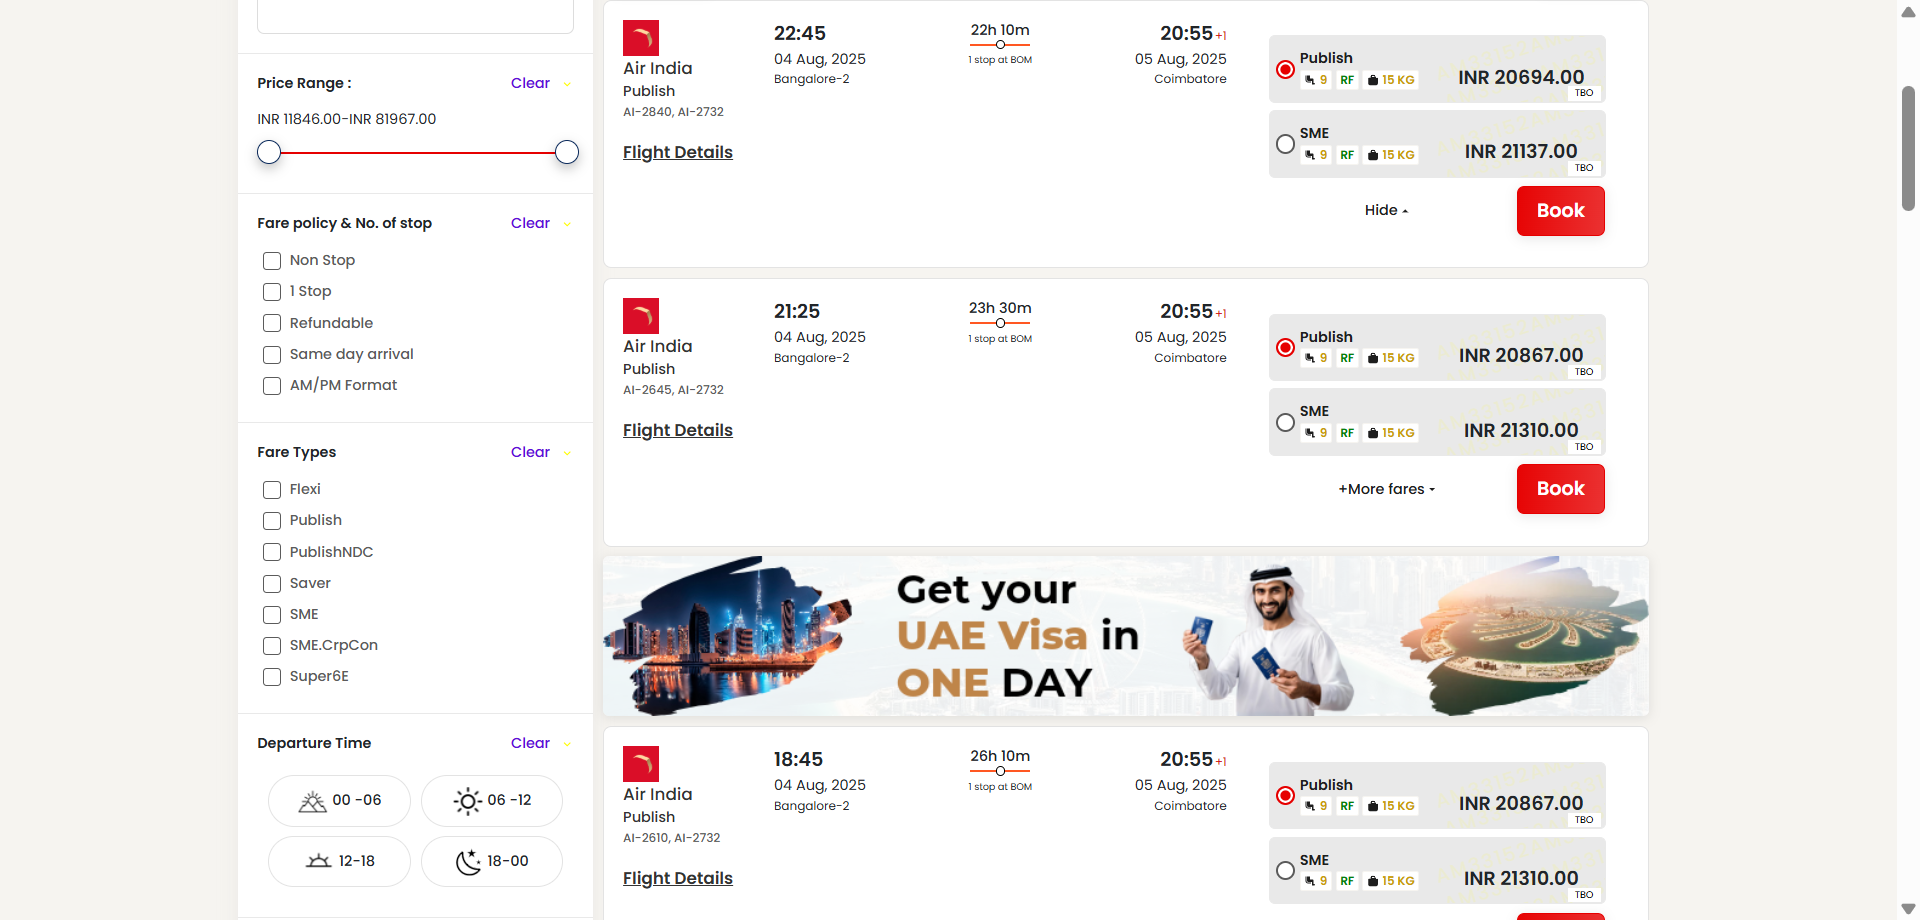 Price Range :
Clear
INR 11846.00-INR 81967.00
Fare policy & No. of stop
Clear
Non Stop
1 Stop
Refundable
Same day arrival
AM/PM Format
Fare Types
Clear
Flexi
Publish
PublishNDC
Saver
SME
SME.CrpCon
Super6E
Departure Time
Clear
00 -06
06 -12
12-18
18-00
Air India
Publish
AI-2840, AI-2732
Flight Details
22:45
04 Aug, 2025
Bangalore-2
22h 10m
1 stop at BOM
20:55 +1
05 Aug, 2025
Coimbatore
Publish
9 RF 15 KG
INR 20694.00
TBO
SME
9 RF 15 KG
INR 21137.00
TBO
Hide
Book
Air India
Publish
AI-2645, AI-2732
Flight Details
21:25
04 Aug, 2025
Bangalore-2
23h 30m
1 stop at BOM
20:55 +1
05 Aug, 2025
Coimbatore
Publish
9 RF 15 KG
INR 20867.00
TBO
SME
9 RF 15 KG
INR 21310.00
TBO
+More fares
Book
Get your
UAE Visa in
ONE DAY
Air India
Publish
AI-2610, AI-2732
Flight Details
18:45
04 Aug, 2025
Bangalore-2
26h 10m
1 stop at BOM
20:55 +1
05 Aug, 2025
Coimbatore
Publish
9 RF 15 KG
INR 20867.00
TBO
SME
9 RF 15 KG
INR 21310.00
TBO